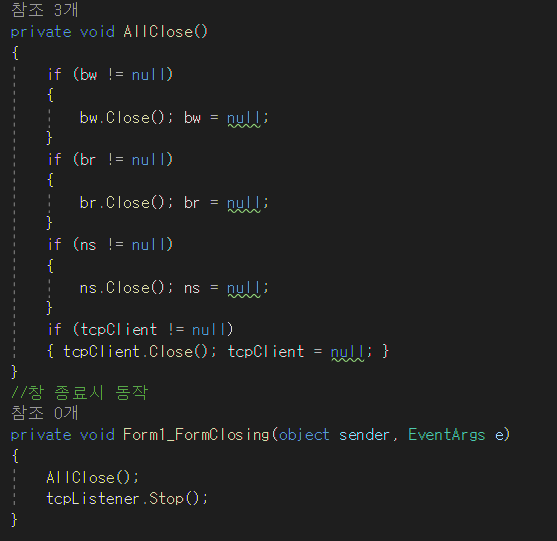 참조 3개
private void AllClose()
{
    if (bw != null)
    {
        bw.Close(); bw = null;
    }
    if (br != null)
    {
        br.Close(); br = null;
    }
    if (ns != null)
    {
        ns.Close(); ns = null;
    }
    if (tcpClient != null)
    { tcpClient.Close(); tcpClient = null; }
}
//창 종료시 동작
참조 0개
private void Form1_FormClosing(object sender, EventArgs e)
{
    AllClose();
    tcpListener.Stop();
}